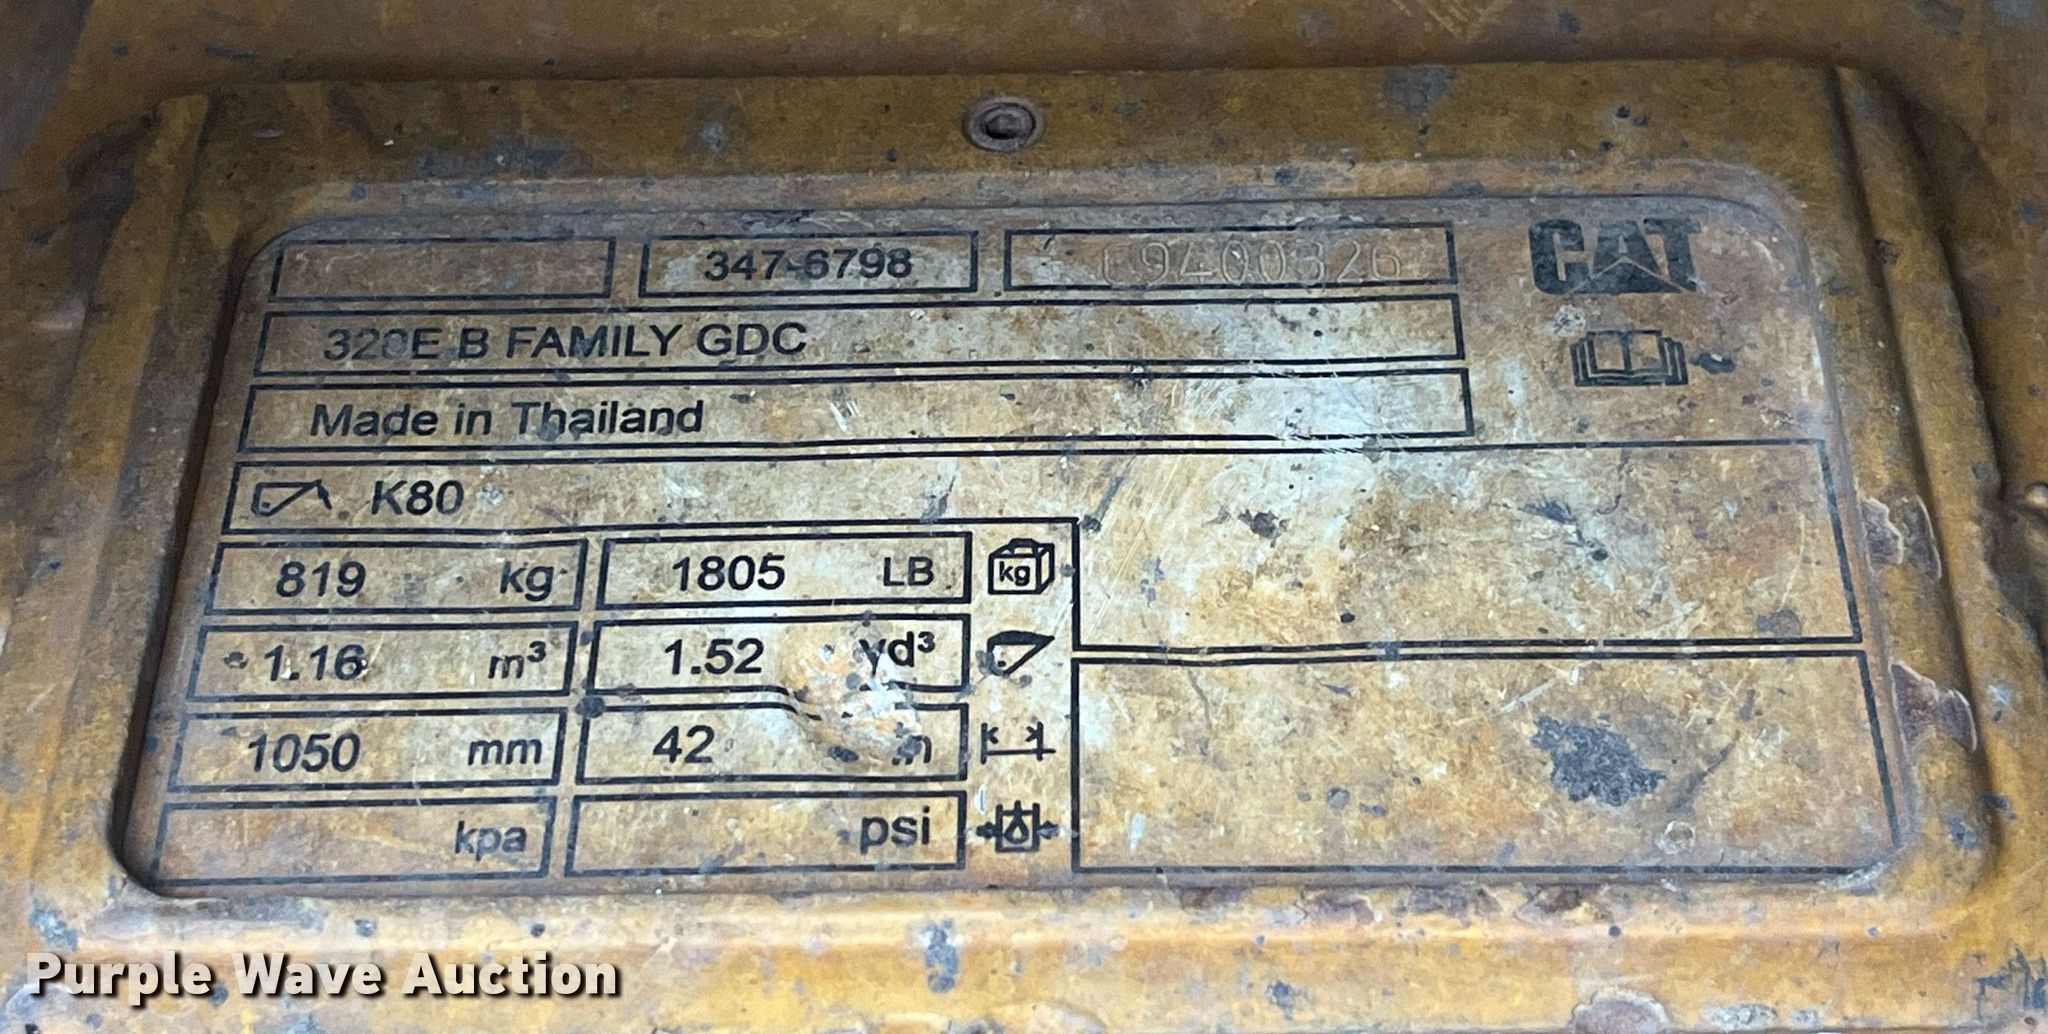 347-6798
CAT
320E B FAMILY GDC
Made in Thailand
K80
819 kg 1805 LB kg
1.16 m³ 1.52 yd³
1050 mm 42
kpa psi
Purple Wave Auction